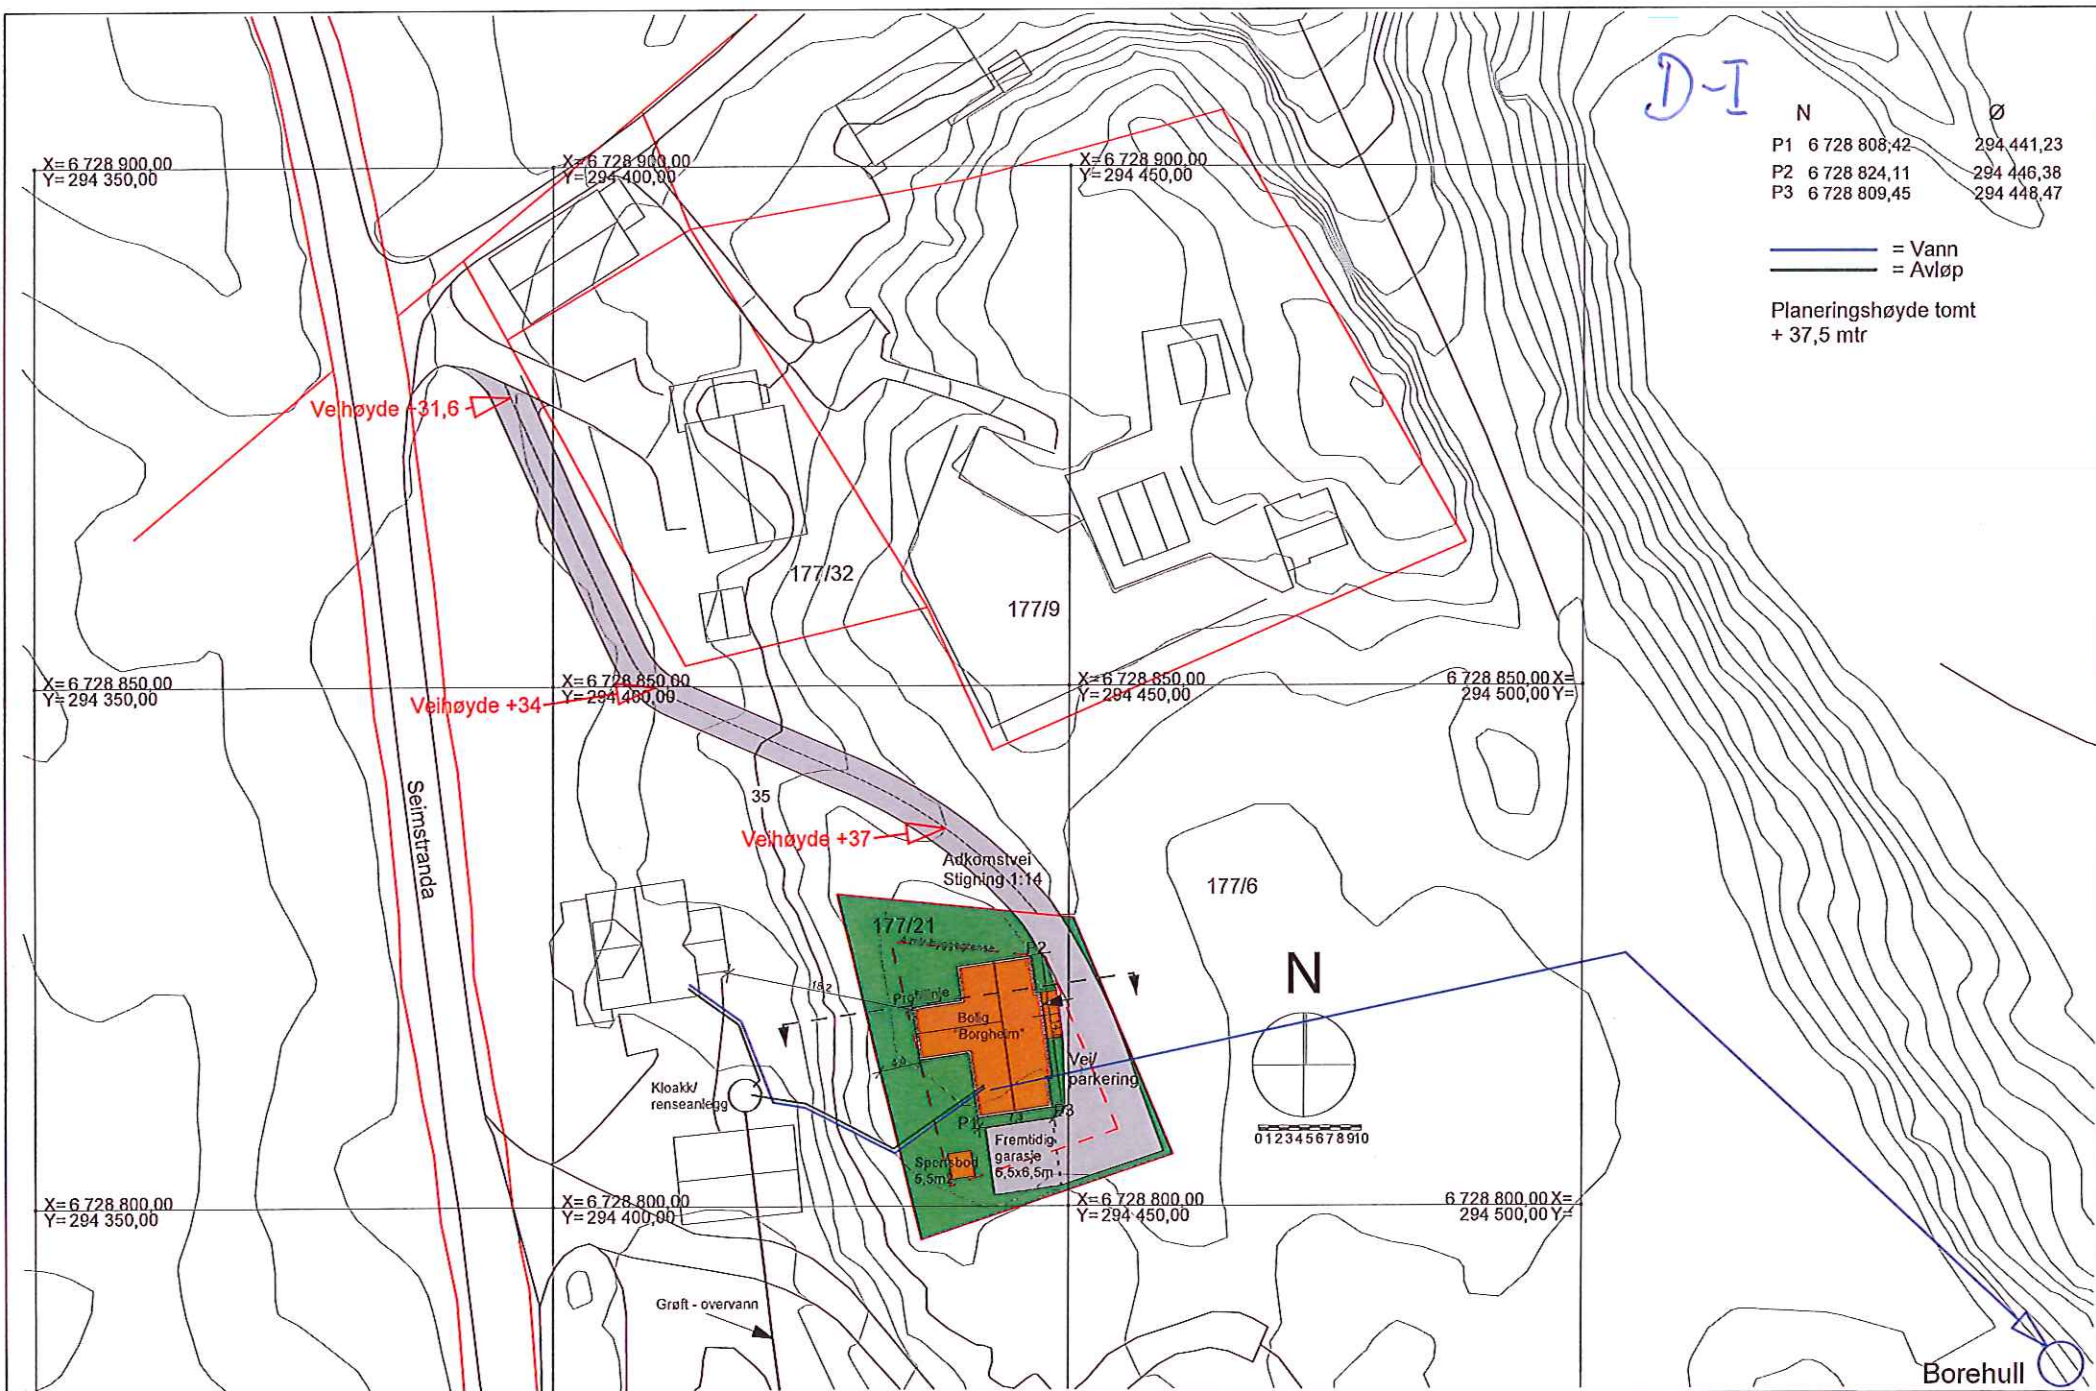 D-I
N Ø
P1 6 728 808,42 294 441,23
P2 6 728 824,11 294 446,38
P3 6 728 809,45 294 448,47
= Vann
= Avløp
Planeringshøyde tomt
+ 37,5 mtr
X= 6 728 900,00
Y= 294 350,00
X= 6 728 900,00
Y= 294 400,00
X= 6 728 900,00
Y= 294 450,00
Veihøyde +31,6
177/32
177/9
X= 6 728 850,00
Y= 294 350,00
X= 6 728 850,00
Y= 294 400,00
X= 6 728 850,00
Y= 294 450,00
6 728 850,00 X=
294 500,00 Y=
Veihøyde +34
Seimstranda
35
Veihøyde +37
Adkomstvei
Stigning 1:14
177/6
177/21
P2
N
18,2
Profillinje
Bolig
"Borgheim"
4,0
Vei/
parkering
Kloakk/
renseanlegg
P1
7,3
P3
0 1 2 3 4 5 6 7 8 9 10
Fremtidig
garasje
6,5x6,5m
Sportsbod
5,5m2
X= 6 728 800,00
Y= 294 350,00
X= 6 728 800,00
Y= 294 400,00
X= 6 728 800,00
Y= 294 450,00
6 728 800,00 X=
294 500,00 Y=
Grøft - overvann
Borehull